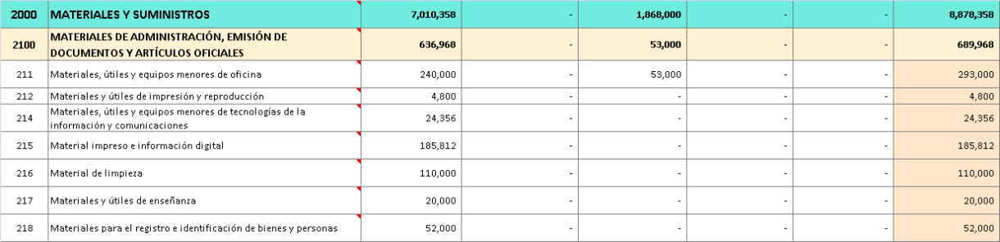 2000 MATERIALES Y SUMINISTROS 7,010,358 - 1,868,000 - - 8,878,358
MATERIALES DE ADMINISTRACIÓN, EMISIÓN DE
2100 DOCUMENTOS Y ARTÍCULOS OFICIALES 636,968 - 53,000 - - 689,968
211 Materiales, útiles y equipos menores de oficina 240,000 - 53,000 - - 293,000
212 Materiales y útiles de impresión y reproducción 4,800 - - - - 4,800
Materiales, útiles y equipos menores de tecnologías de la
214 información y comunicaciones 24,356 - - - - 24,356
215 Material impreso e información digital 185,812 - - - - 185,812
216 Material de limpieza 110,000 - - - - 110,000
217 Materiales y útiles de enseñanza 20,000 - - - - 20,000
218 Materiales para el registro e identificación de bienes y personas 52,000 - - - - 52,000